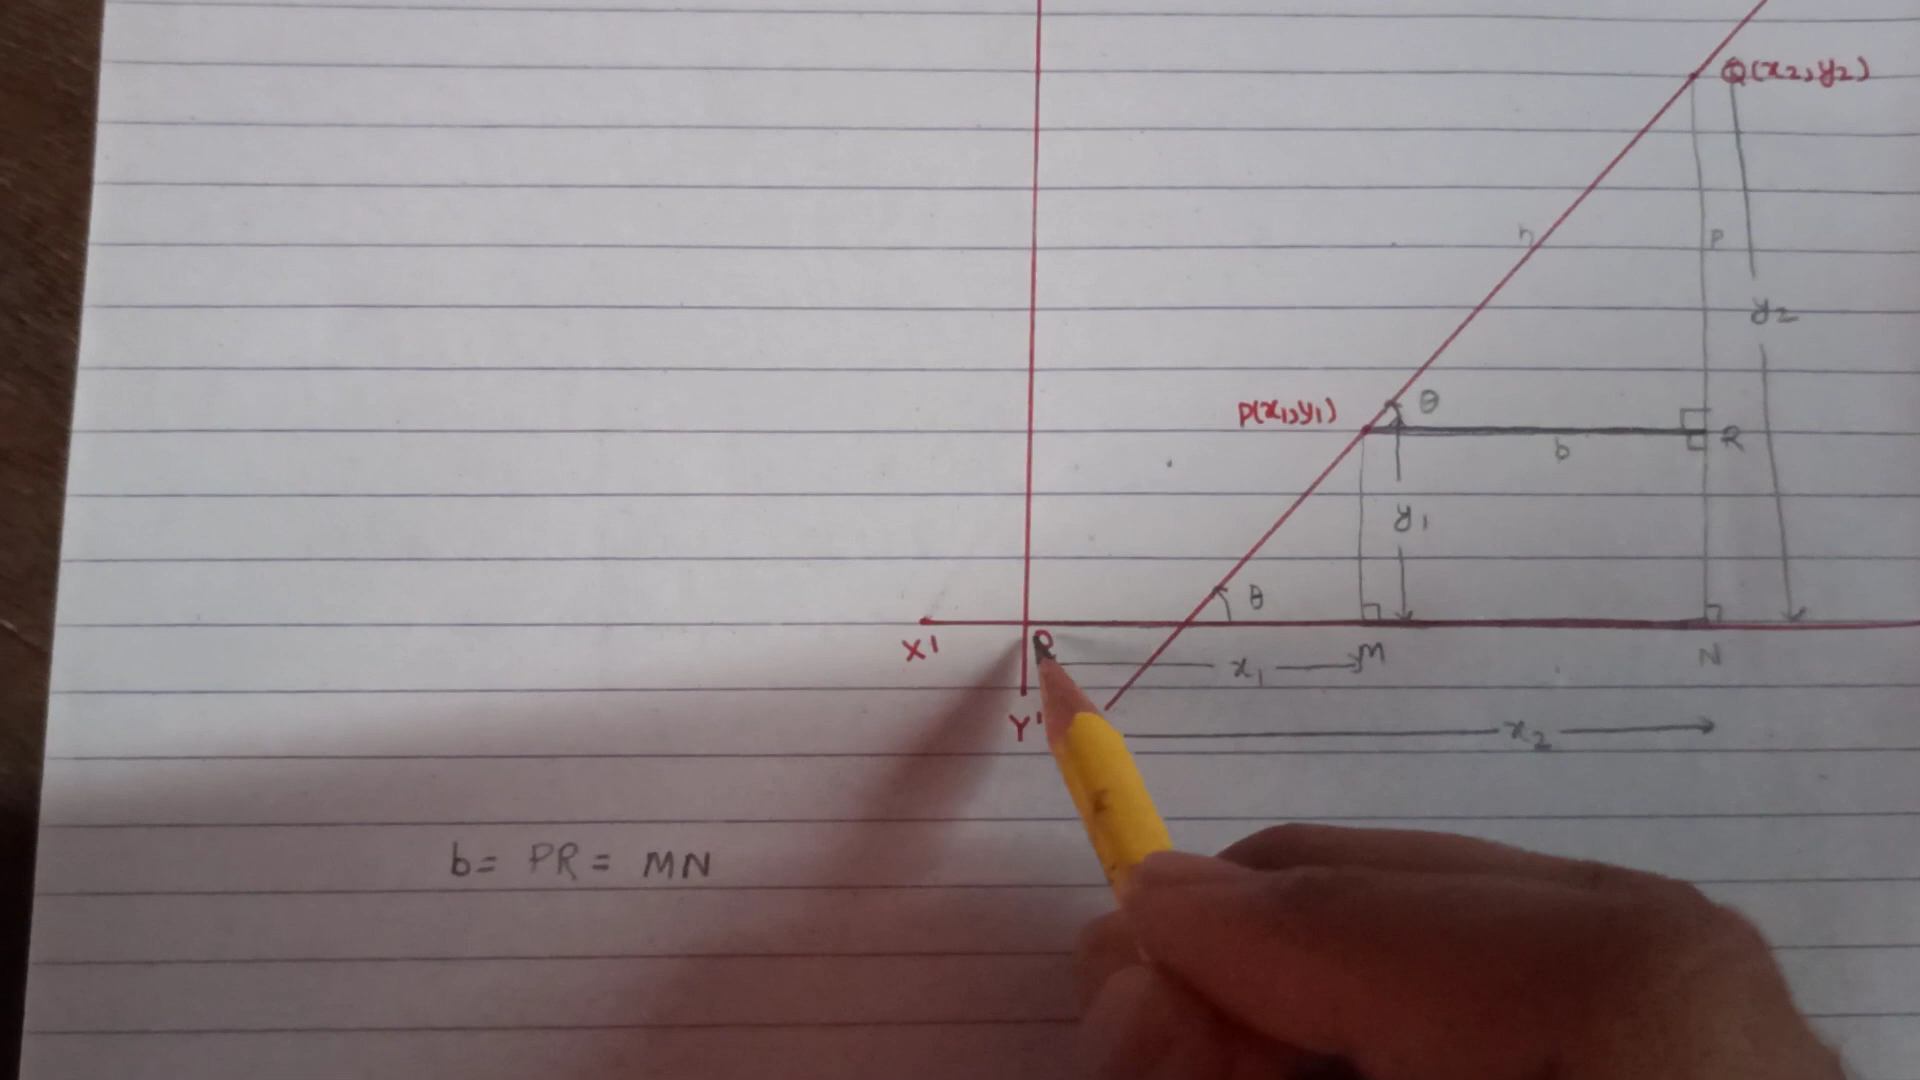 Q(x2,y2)
h
p
y2
P(x1,y1)
θ
b
R
y1
θ
X'
x1
M
N
Y'
x2
b= PR = MN